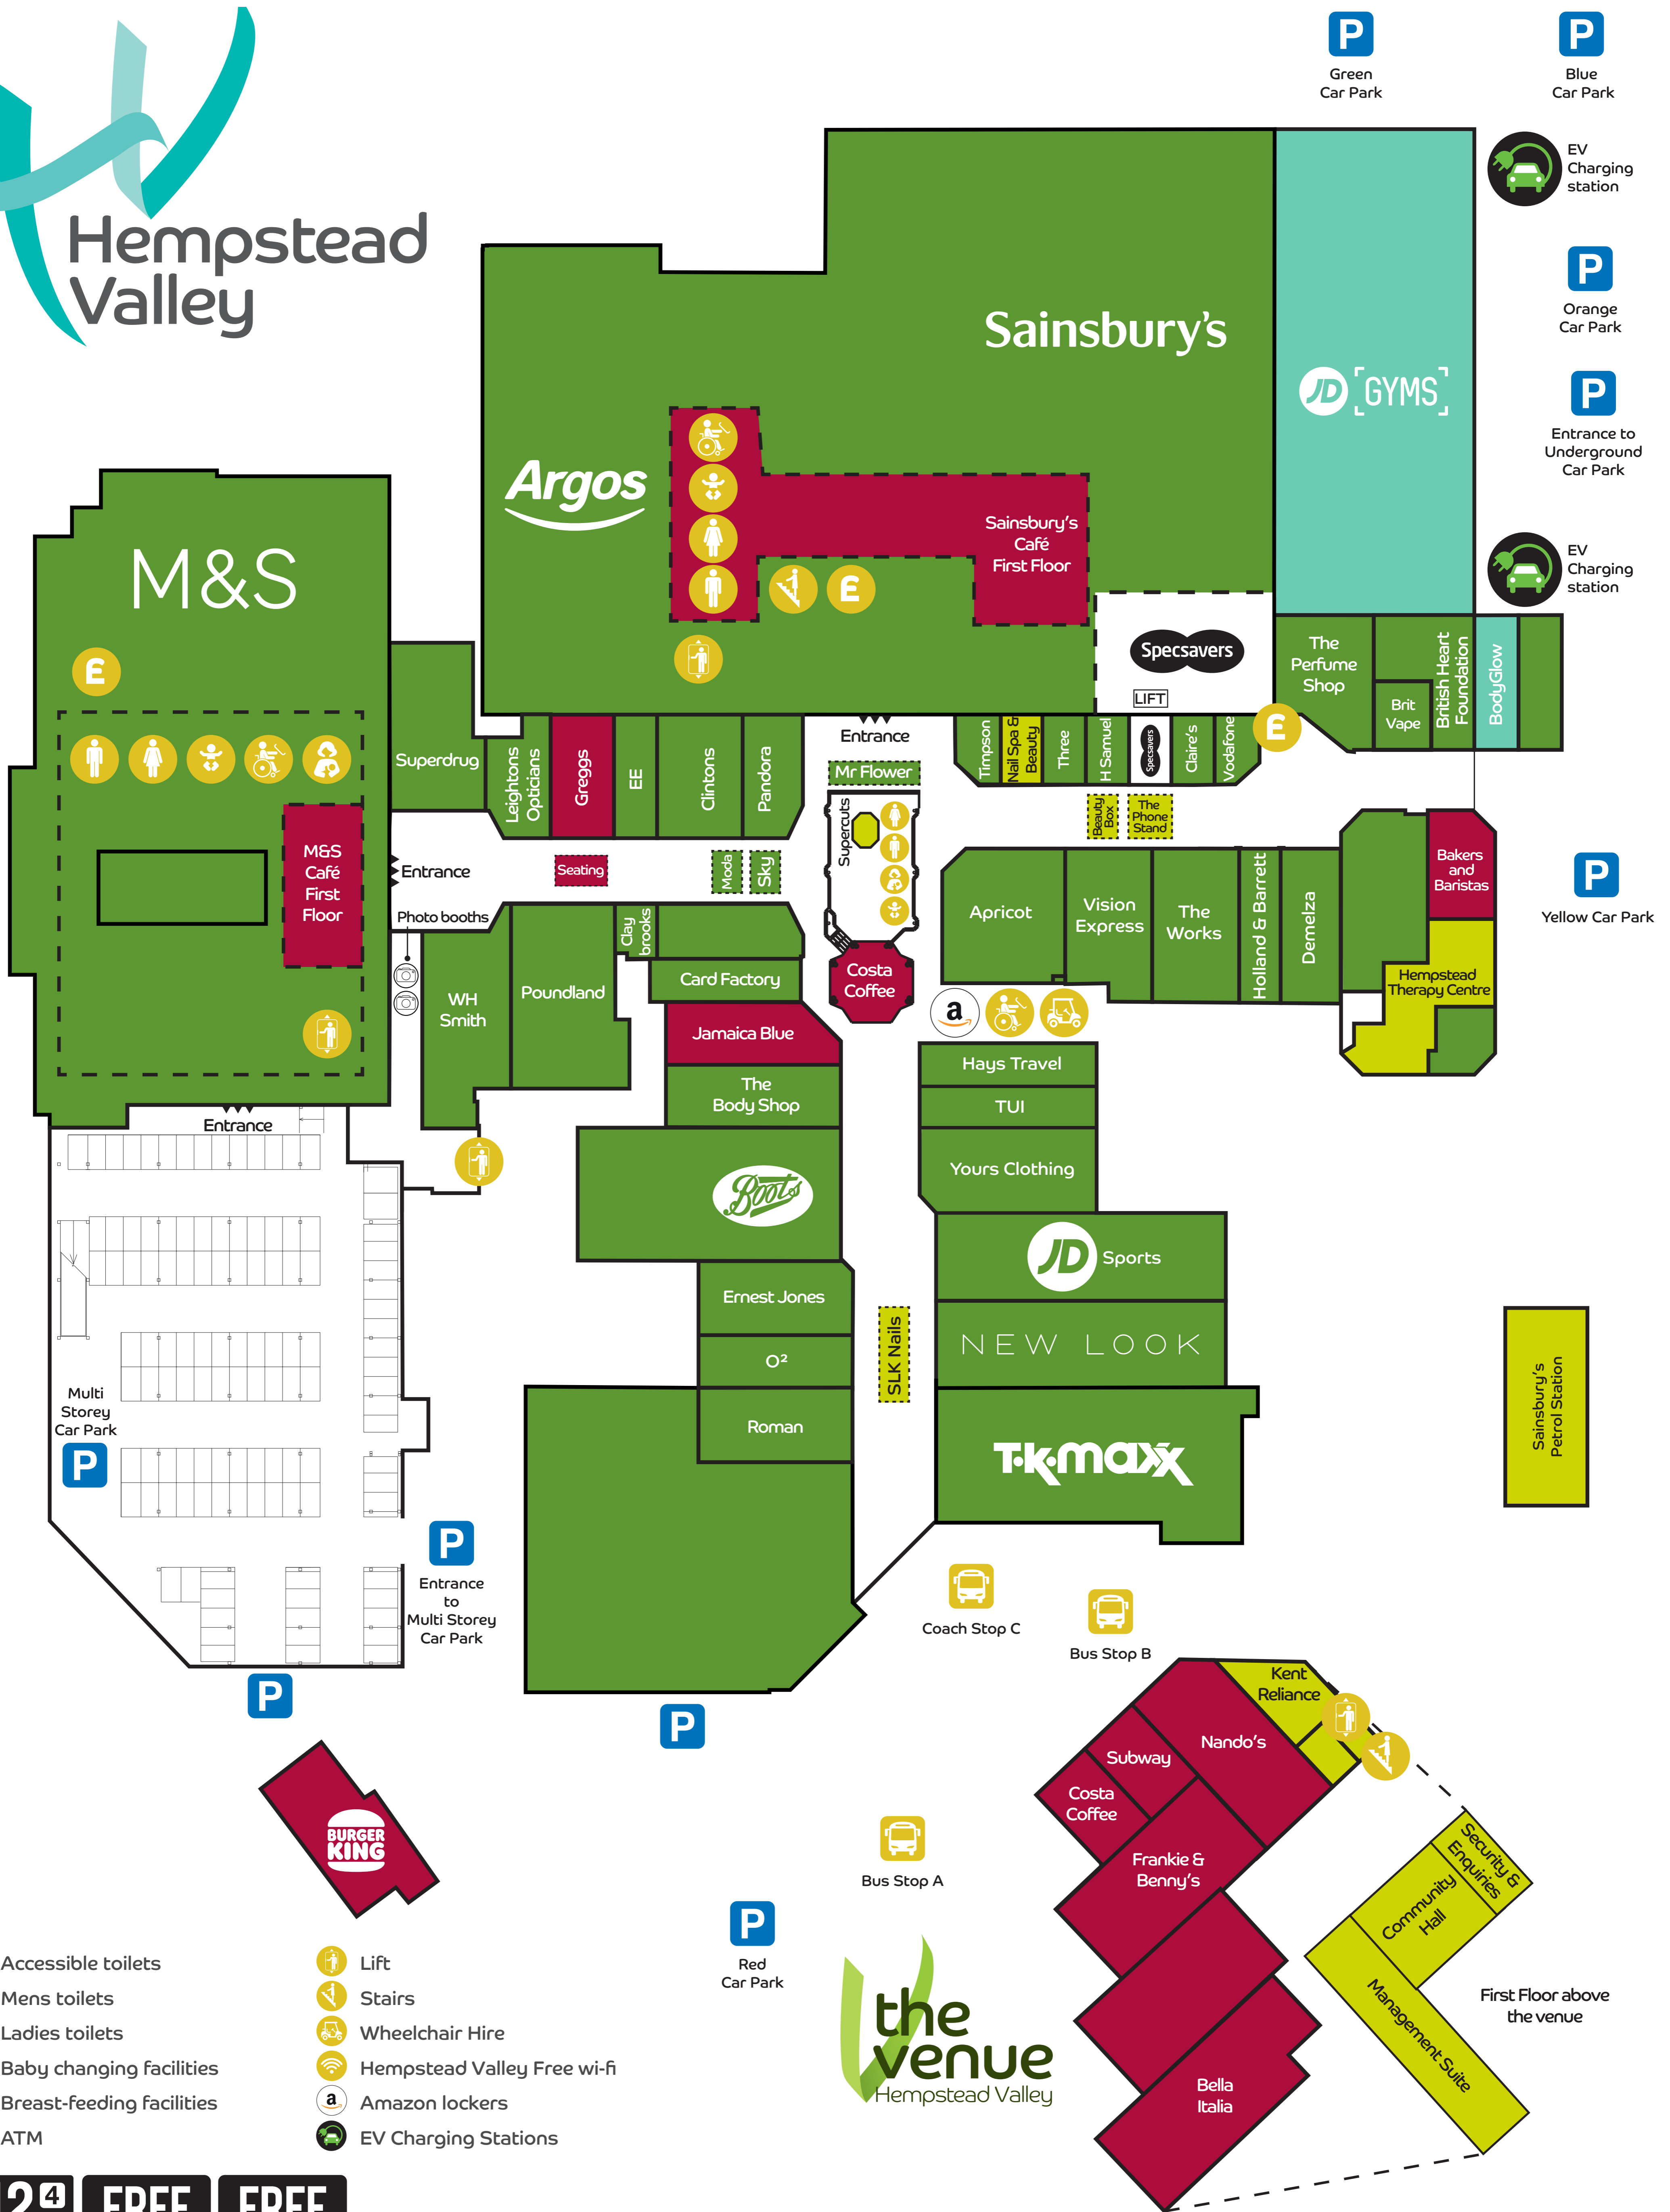 Hempstead
Valley
P
Green
Car Park
P
Blue
Car Park
EV
Charging
station
P
Orange
Car Park
P
Entrance to
Underground
Car Park
EV
Charging
station
P
Yellow Car Park
Sainsbury's
JD [GYMS]
Argos
Sainsbury's
Café
First Floor
£
Specsavers
LIFT
The
Perfume
Shop
Brit
Vape
British Heart
Foundation
BodyGlow
M&S
£
M&S
Café
First
Floor
Superdrug
Leightons
Opticians
Greggs
EE
Clintons
Pandora
Entrance
Mr Flower
Supercuts
Costa
Coffee
Timpson
Nail Spa &
Beauty
Three
H Samuel
Specsavers
Claire's
Vodafone
£
Beauty
Box
The
Phone
Stand
Entrance
Seating
Moda
Sky
Photo booths
WH
Smith
Poundland
Clay
brooks
Card Factory
Jamaica Blue
The
Body Shop
Boots
Ernest Jones
O²
Roman
SLK Nails
Apricot
Vision
Express
The
Works
Holland & Barrett
Demelza
Bakers
and
Baristas
Hempstead
Therapy Centre
a
Hays Travel
TUI
Yours Clothing
JD Sports
NEW LOOK
T·K·maxx
Sainsbury's
Petrol Station
Entrance
Multi
Storey
Car Park
P
P
Entrance
to
Multi Storey
Car Park
P
P
Coach Stop C
Bus Stop B
Bus Stop A
P
Red
Car Park
BURGER
KING
Kent
Reliance
Nando's
Subway
Costa
Coffee
Frankie &
Benny's
Bella
Italia
Security &
Enquiries
Community
Hall
Management Suite
First Floor above
the venue
the
venue
Hempstead Valley
Accessible toilets
Mens toilets
Ladies toilets
Baby changing facilities
Breast-feeding facilities
ATM
Lift
Stairs
Wheelchair Hire
Hempstead Valley Free wi-fi
a Amazon lockers
EV Charging Stations
24
FREE
FREE